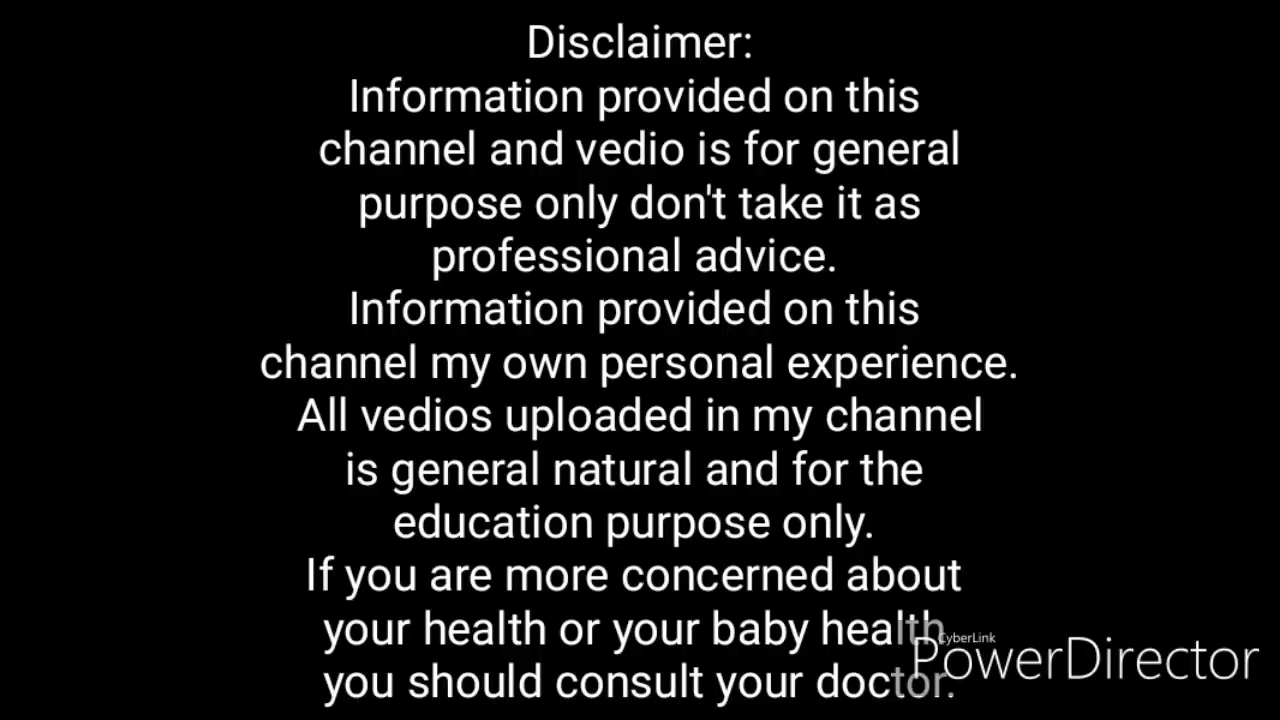 Disclaimer:
Information provided on this
channel and vedio is for general
purpose only don't take it as
professional advice.
Information provided on this
channel my own personal experience.
All vedios uploaded in my channel
is general natural and for the
education purpose only.
If you are more concerned about
your health or your baby health
you should consult your doctor.
CyberLink
PowerDirector